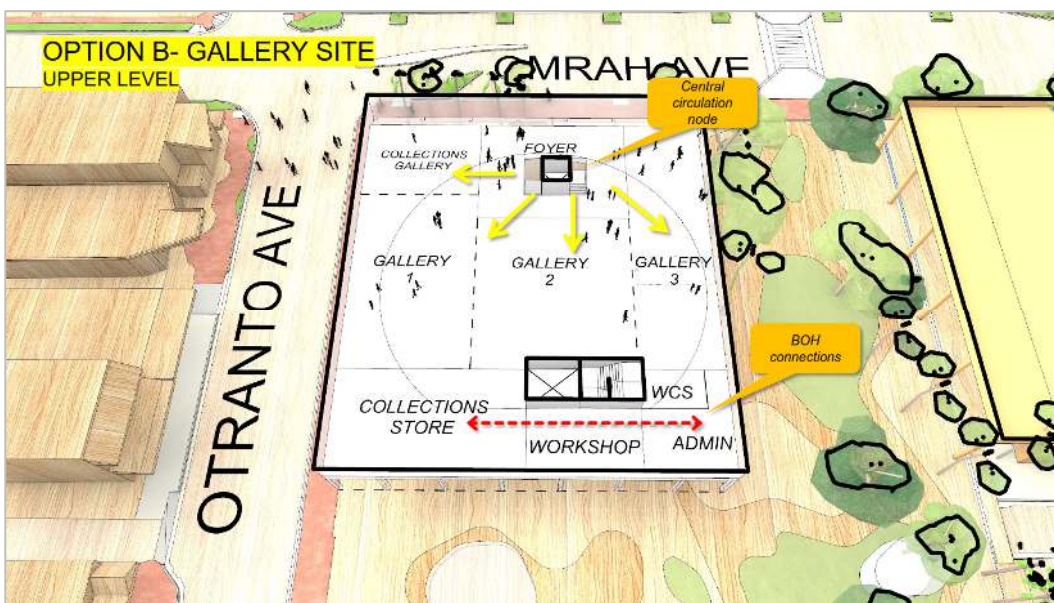 OPTION B- GALLERY SITE
UPPER LEVEL
MRAH AVE
Central
circulation
node
FOYER
COLLECTIONS
GALLERY
GALLERY
1
GALLERY
2
GALLERY
3
BOH
connections
WCS
COLLECTIONS
STORE
WORKSHOP
ADMIN
OTRANTO AVE